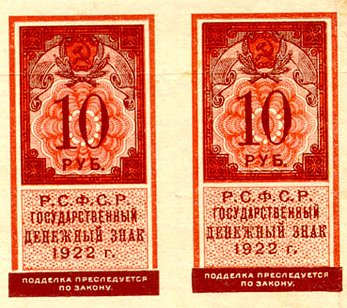 10
РУБ.
Р.С.Ф.С.Р.
ГОСУДАРСТВЕННЫЙ
ДЕНЕЖНЫЙ ЗНАК
1922 г.
ПОДДЕЛКА ПРЕСЛЕДУЕТСЯ
ПО ЗАКОНУ.
10
РУБ.
Р.С.Ф.С.Р.
ГОСУДАРСТВЕННЫЙ
ДЕНЕЖНЫЙ ЗНАК
1922 г.
ПОДДЕЛКА ПРЕСЛЕДУЕТСЯ
ПО ЗАКОНУ.